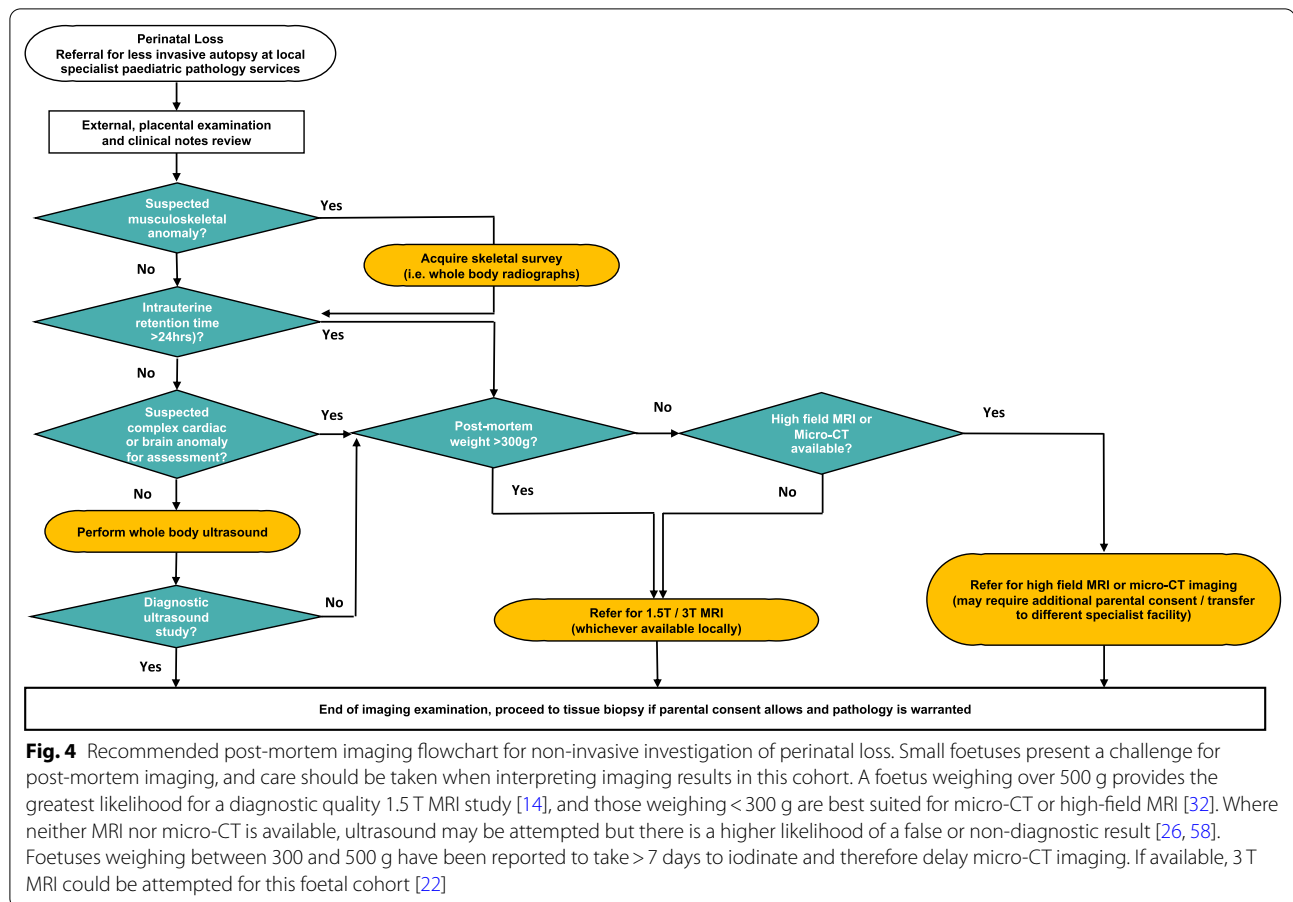 Perinatal Loss
Referral for less invasive autopsy at local
specialist paediatric pathology services
External, placental examination
and clinical notes review
Suspected
musculoskeletal
anomaly?
Yes
No
Acquire skeletal survey
(i.e. whole body radiographs)
Intrauterine
retention time
>24hrs)?
Yes
No
Suspected
complex cardiac
or brain anomaly
for assessment?
Yes
No
Post-mortem
weight >300g?
No
Yes
High field MRI or
Micro-CT
available?
Yes
No
Perform whole body ultrasound
Diagnostic
ultrasound
study?
No
Yes
Refer for 1.5T / 3T MRI
(whichever available locally)
Refer for high field MRI or micro-CT imaging
(may require additional parental consent / transfer
to different specialist facility)
End of imaging examination, proceed to tissue biopsy if parental consent allows and pathology is warranted
Fig. 4 Recommended post-mortem imaging flowchart for non-invasive investigation of perinatal loss. Small foetuses present a challenge for
post-mortem imaging, and care should be taken when interpreting imaging results in this cohort. A foetus weighing over 500 g provides the
greatest likelihood for a diagnostic quality 1.5 T MRI study [14], and those weighing < 300 g are best suited for micro-CT or high-field MRI [32]. Where
neither MRI nor micro-CT is available, ultrasound may be attempted but there is a higher likelihood of a false or non-diagnostic result [26, 58].
Foetuses weighing between 300 and 500 g have been reported to take > 7 days to iodinate and therefore delay micro-CT imaging. If available, 3 T
MRI could be attempted for this foetal cohort [22]